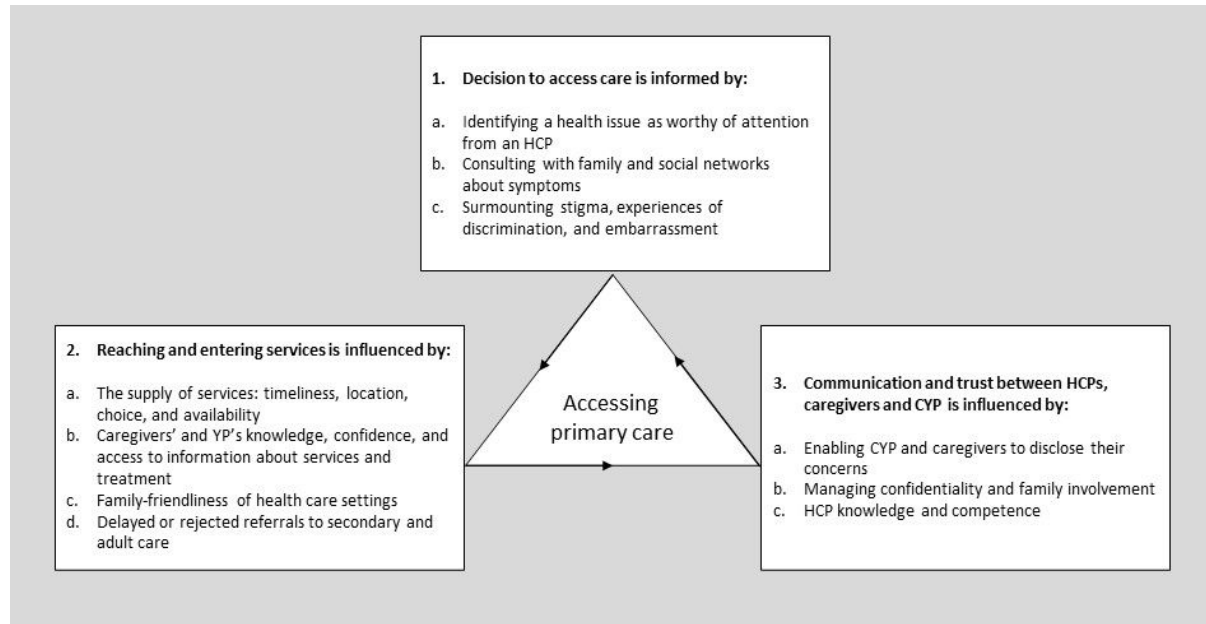 1. Decision to access care is informed by:
a. Identifying a health issue as worthy of attention
from an HCP
b. Consulting with family and social networks
about symptoms
c. Surmounting stigma, experiences of
discrimination, and embarrassment
2. Reaching and entering services is influenced by:
a. The supply of services: timeliness, location,
choice, and availability
b. Caregivers’ and YP’s knowledge, confidence, and
access to information about services and
treatment
c. Family-friendliness of health care settings
d. Delayed or rejected referrals to secondary and
adult care
Accessing
primary care
3. Communication and trust between HCPs,
caregivers and CYP is influenced by:
a. Enabling CYP and caregivers to disclose their
concerns
b. Managing confidentiality and family involvement
c. HCP knowledge and competence